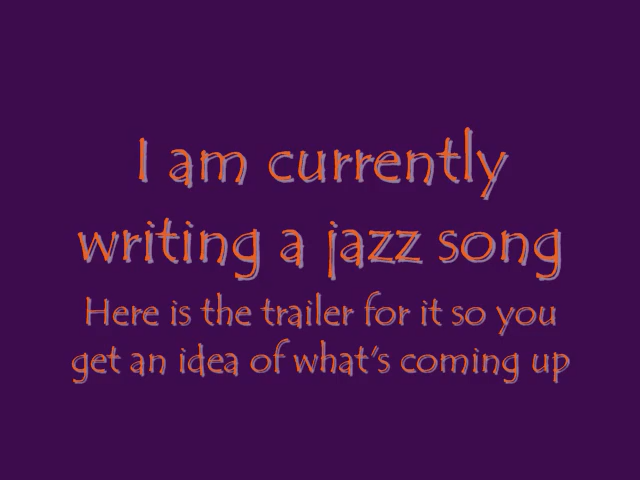 I am currently
writing a jazz song
Here is the trailer for it so you
get an idea of what's coming up